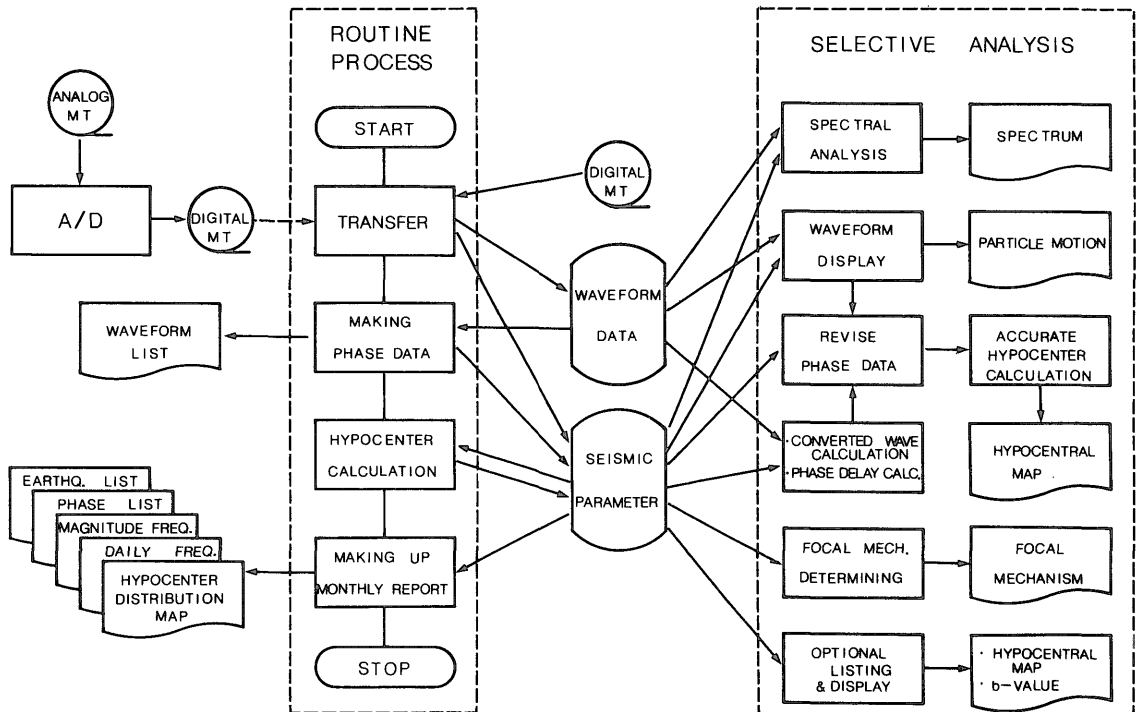 ROUTINE
PROCESS
SELECTIVE ANALYSIS
ANALOG
MT
A/D
DIGITAL
MT
START
TRANSFER
DIGITAL
MT
WAVEFORM
LIST
MAKING
PHASE DATA
WAVEFORM
DATA
HYPOCENTER
CALCULATION
SEISMIC
PARAMETER
EARTHQ. LIST
PHASE LIST
MAGNITUDE FREQ.
DAILY FREQ.
HYPOCENTER
DISTRIBUTION
MAP
MAKING UP
MONTHLY REPORT
STOP
SPECTRAL
ANALYSIS
SPECTRUM
WAVEFORM
DISPLAY
PARTICLE MOTION
REVISE
PHASE DATA
ACCURATE
HYPOCENTER
CALCULATION
· CONVERTED WAVE
CALCULATION
· PHASE DELAY CALC.
HYPOCENTRAL
MAP
FOCAL MECH.
DETERMINING
FOCAL
MECHANISM
OPTIONAL
LISTING
& DISPLAY
· HYPOCENTRAL
MAP
· b-VALUE